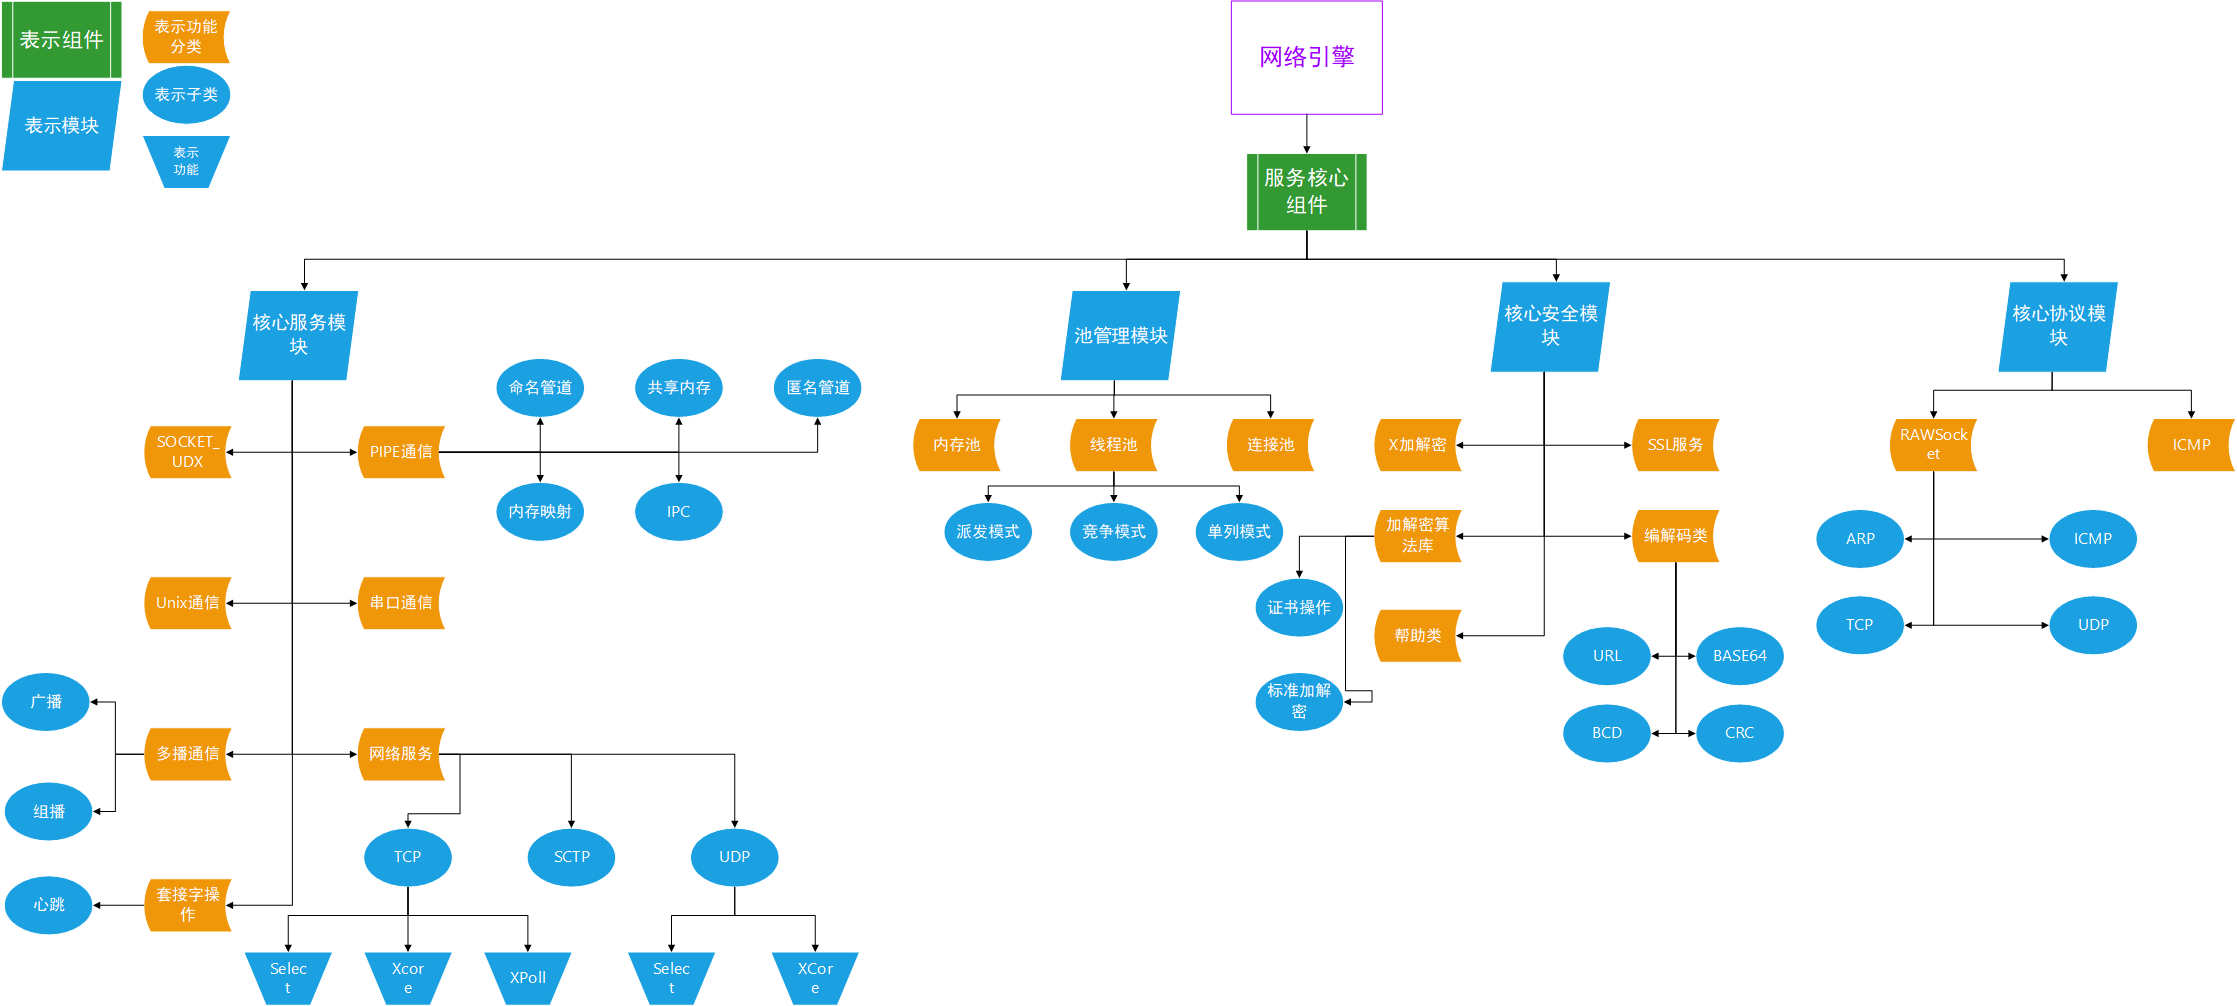 表示组件
表示功能
分类
表示子类
表示模块
表示
功能
网络引擎
服务核心
组件
核心服务模
块
池管理模块
核心安全模
块
核心协议模
块
命名管道
共享内存
匿名管道
SOCKET_
UDX
PIPE通信
内存映射
IPC
内存池
线程池
连接池
派发模式
竞争模式
单列模式
X加解密
SSL服务
加解密算
法库
编解码类
证书操作
帮助类
标准加解
密
URL
BASE64
BCD
CRC
RAWSock
et
ICMP
ARP
ICMP
TCP
UDP
Unix通信
串口通信
广播
多播通信
网络服务
组播
TCP
SCTP
UDP
心跳
套接字操
作
Selec
t
Xcor
e
XPoll
Selec
t
XCor
e